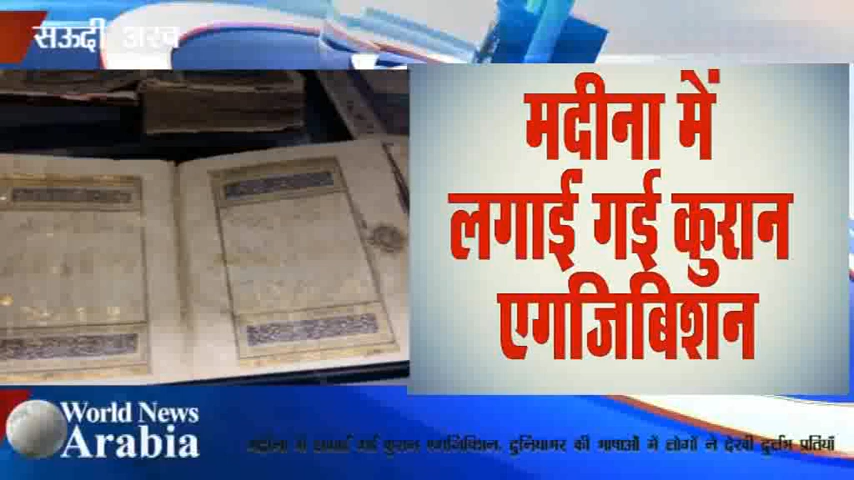 सऊदी अरब
मदीना में
लगाई गई कुरान
एगजिबिशन
World News
Arabia
मदीना में लगाई गई कुरान एगजिबिशन, दुनियाभर की भाषाओं में लोगों ने देखी दुर्लभ प्रतियाँ